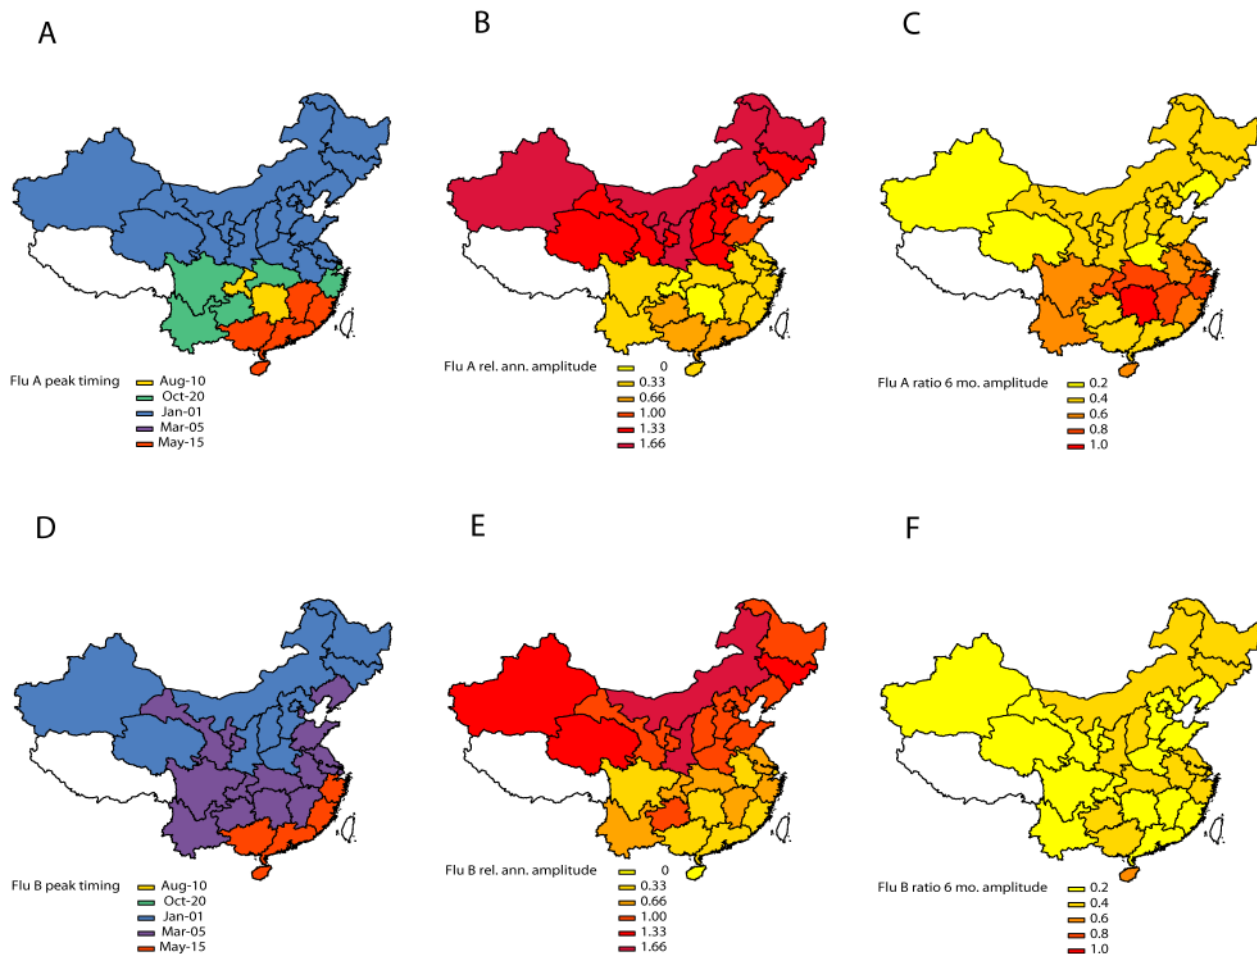 A
B
C
Flu A peak timing
Aug-10
Oct-20
Jan-01
Mar-05
May-15
Flu A rel. ann. amplitude
0
0.33
0.66
1.00
1.33
1.66
Flu A ratio 6 mo. amplitude
0.2
0.4
0.6
0.8
1.0
D
E
F
Flu B peak timing
Aug-10
Oct-20
Jan-01
Mar-05
May-15
Flu B rel. ann. amplitude
0
0.33
0.66
1.00
1.33
1.66
Flu B ratio 6 mo. amplitude
0.2
0.4
0.6
0.8
1.0